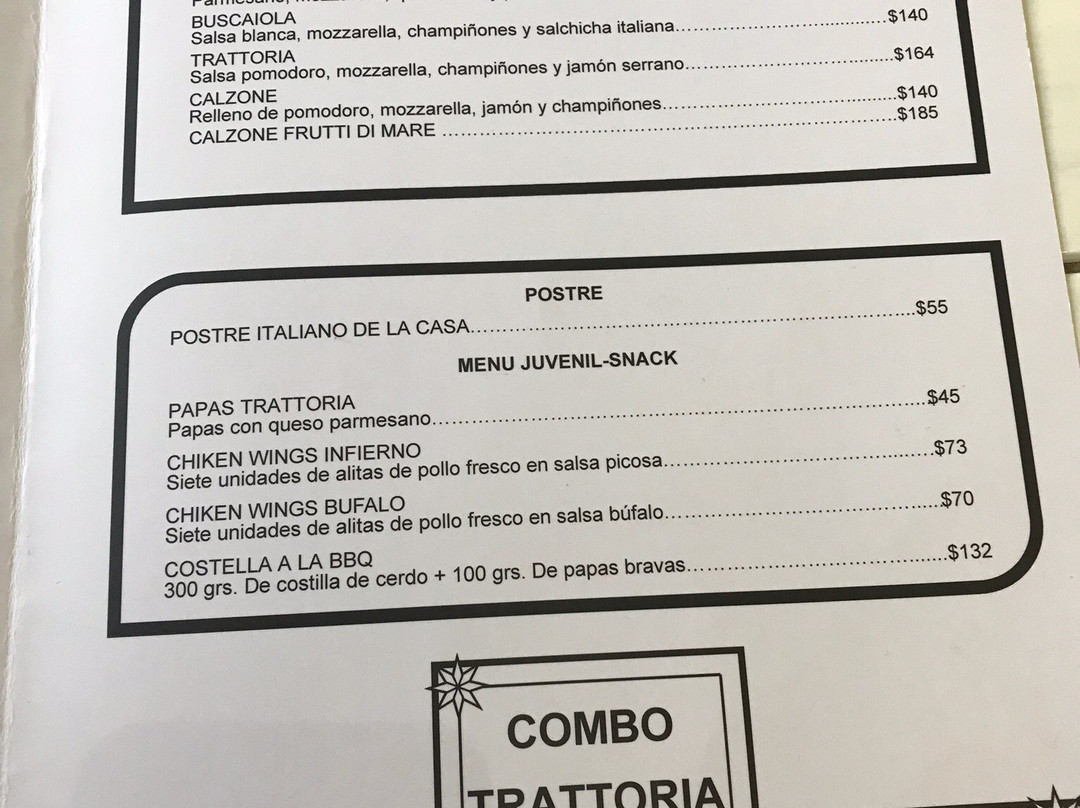 BUSCAIOLA
Salsa blanca, mozzarella, champiñones y salchicha italiana.....................................$140
TRATTORIA
Salsa pomodoro, mozzarella, champiñones y jamón serrano.....................................$164
CALZONE
Relleno de pomodoro, mozzarella, jamón y champiñones..........................................$140
CALZONE FRUTTI DI MARE ..............................................................................$185
POSTRE
POSTRE ITALIANO DE LA CASA..............................................................................$55
MENU JUVENIL-SNACK
PAPAS TRATTORIA
Papas con queso parmesano..................................................................................$45
CHIKEN WINGS INFIERNO
Siete unidades de alitas de pollo fresco en salsa picosa.............................................$73
CHIKEN WINGS BUFALO
Siete unidades de alitas de pollo fresco en salsa búfalo..............................................$70
COSTELLA A LA BBQ
300 grs. De costilla de cerdo + 100 grs. De papas bravas............................................$132
COMBO
TRATTORIA